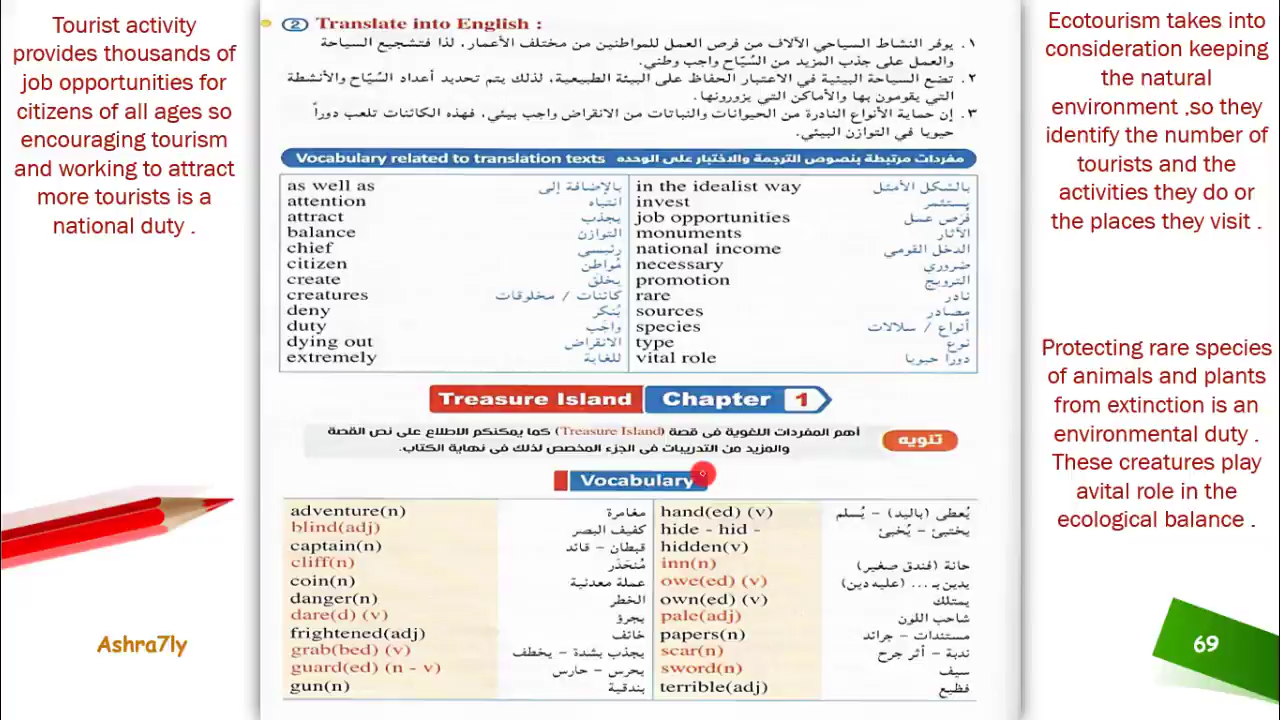 Tourist activity
provides thousands of
job opportunities for
citizens of all ages so
encouraging tourism
and working to attract
more tourists is a
national duty .
2 Translate into English :
١. يوفر النشاط السياحي الآلاف من فرص العمل للمواطنين من مختلف الأعمار، لذا فتشجيع السياحة
والعمل على جذب المزيد من السُيّاح واجب وطني.
٢. تضع السياحة البيئية في الاعتبار الحفاظ على البيئة الطبيعية، لذلك يتم تحديد أعداد السُيّاح والأنشطة
التي يقومون بها والأماكن التي يزورونها.
٣. إن حماية الأنواع النادرة من الحيوانات والنباتات من الانقراض واجب بيئي، فهذه الكائنات تلعب دوراً
حيويا في التوازن البيئي.
Vocabulary related to translation texts مفردات مرتبطة بنصوص الترجمة والاختبار على الوحده
as well as بالإضافة إلى in the idealist way بالشكل الأمثل
attention انتباه invest يستثمر
attract يجذب job opportunities فُرَص عمل
balance التوازن monuments الآثار
chief رئيسي national income الدخل القومي
citizen مُواطن necessary ضروري
create يخلق promotion الترويج
creatures كائنات / مخلوقات rare نادر
deny يُنكر sources مصادر
duty واجب species أنواع / سلالات
dying out الانقراض type نوع
extremely للغاية vital role دورا حيويا
Treasure Island Chapter 1
تنويه أهم المفردات اللغوية فى قصة (Treasure Island) كما يمكنكم الاطلاع على نص القصة
والمزيد من التدريبات فى الجزء المخصص لذلك فى نهاية الكتاب.
Vocabulary
adventure(n) مغامرة hand(ed) (v) يُعطى (باليد) – يُسلم
blind(adj) كفيف البصر hide - hid - يختبئ – يُخبئ
captain(n) قبطان – قائد hidden(v)
cliff(n) مُنحَدَر inn(n) حانة (فندق صغير)
coin(n) عملة معدنية owe(ed) (v) يدين بـ ... (عليه دين)
danger(n) الخطر own(ed) (v) يمتلك
dare(d) (v) يجرؤ pale(adj) شاحب اللون
frightened(adj) خائف papers(n) مستندات – جرائد
grab(bed) (v) يجذب بشدة – يخطف scar(n) ندبة – أثر جرح
guard(ed) (n - v) يحرس – حارس sword(n) سيف
gun(n) بندقية terrible(adj) فظيع
Ecotourism takes into
consideration keeping
the natural
environment ,so they
identify the number of
tourists and the
activities they do or
the places they visit .
Protecting rare species
of animals and plants
from extinction is an
environmental duty .
These creatures play
avital role in the
ecological balance .
Ashra7ly
69